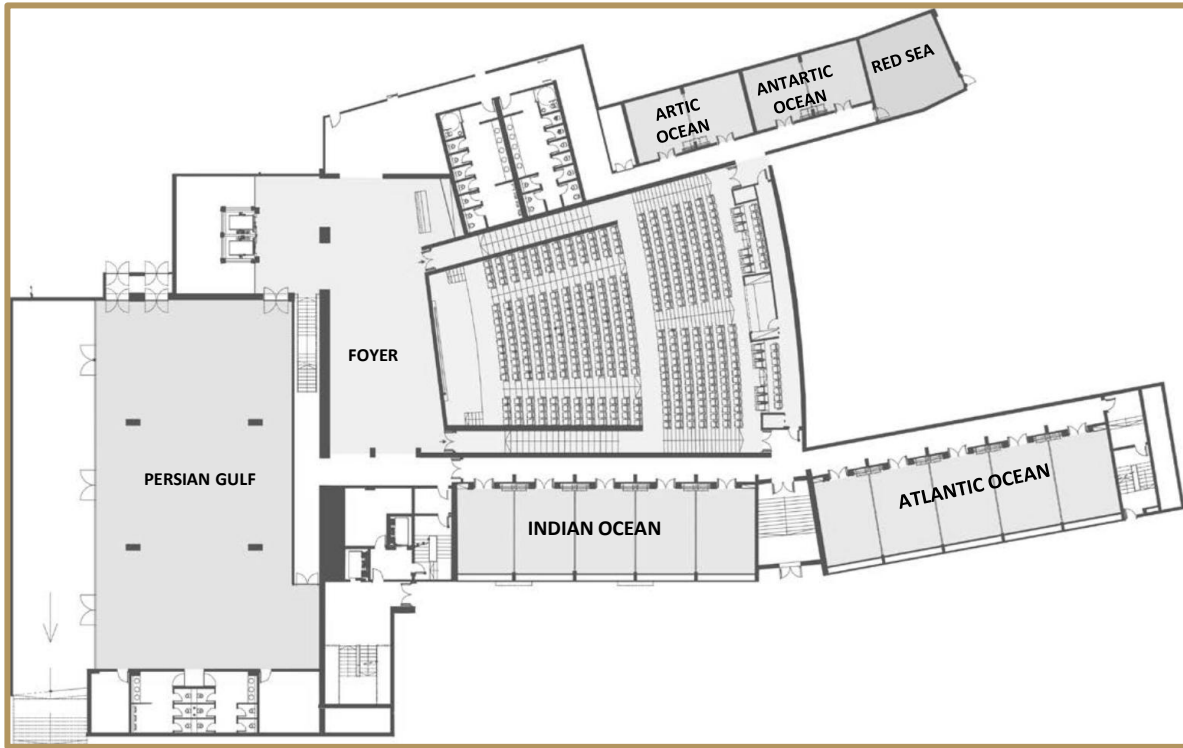 RED SEA
ANTARTIC
OCEAN
ARTIC
OCEAN
FOYER
PERSIAN GULF
INDIAN OCEAN
ATLANTIC OCEAN